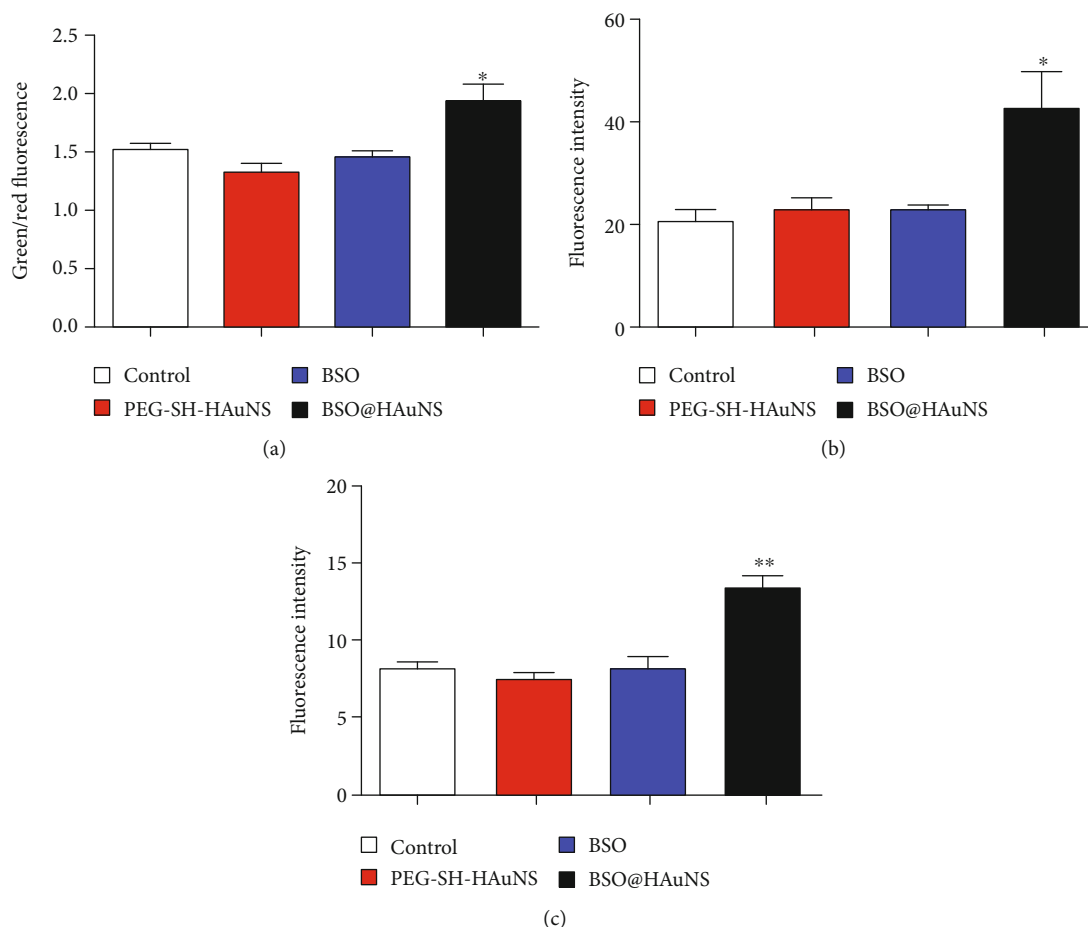 2.5
2.0
1.5
1.0
0.5
0.0
Green/red fluorescence
*
Control
BSO
PEG-SH-HAuNS
BSO@HAuNS
(a)
60
40
20
0
Fluorescence intensity
*
Control
BSO
PEG-SH-HAuNS
BSO@HAuNS
(b)
20
15
10
5
0
Fluorescence intensity
**
Control
BSO
PEG-SH-HAuNS
BSO@HAuNS
(c)